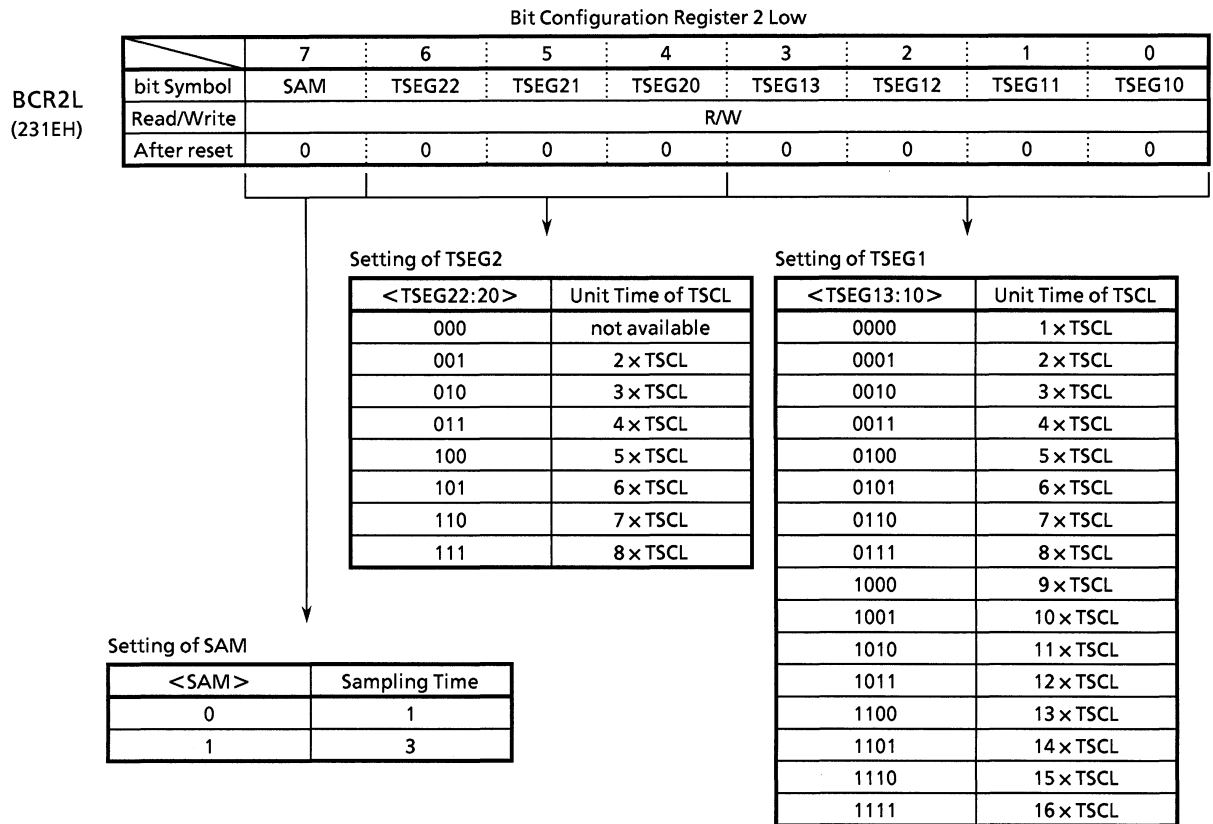 Bit Configuration Register 2 Low
7 6 5 4 3 2 1 0
BCR2L
(231EH)
bit Symbol SAM TSEG22 TSEG21 TSEG20 TSEG13 TSEG12 TSEG11 TSEG10
Read/Write R/W
After reset 0 0 0 0 0 0 0 0
Setting of TSEG2
<TSEG22:20> Unit Time of TSCL
000 not available
001 2×TSCL
010 3×TSCL
011 4×TSCL
100 5×TSCL
101 6×TSCL
110 7×TSCL
111 8×TSCL
Setting of TSEG1
<TSEG13:10> Unit Time of TSCL
0000 1×TSCL
0001 2×TSCL
0010 3×TSCL
0011 4×TSCL
0100 5×TSCL
0101 6×TSCL
0110 7×TSCL
0111 8×TSCL
1000 9×TSCL
1001 10×TSCL
1010 11×TSCL
1011 12×TSCL
1100 13×TSCL
1101 14×TSCL
1110 15×TSCL
1111 16×TSCL
Setting of SAM
<SAM> Sampling Time
0 1
1 3